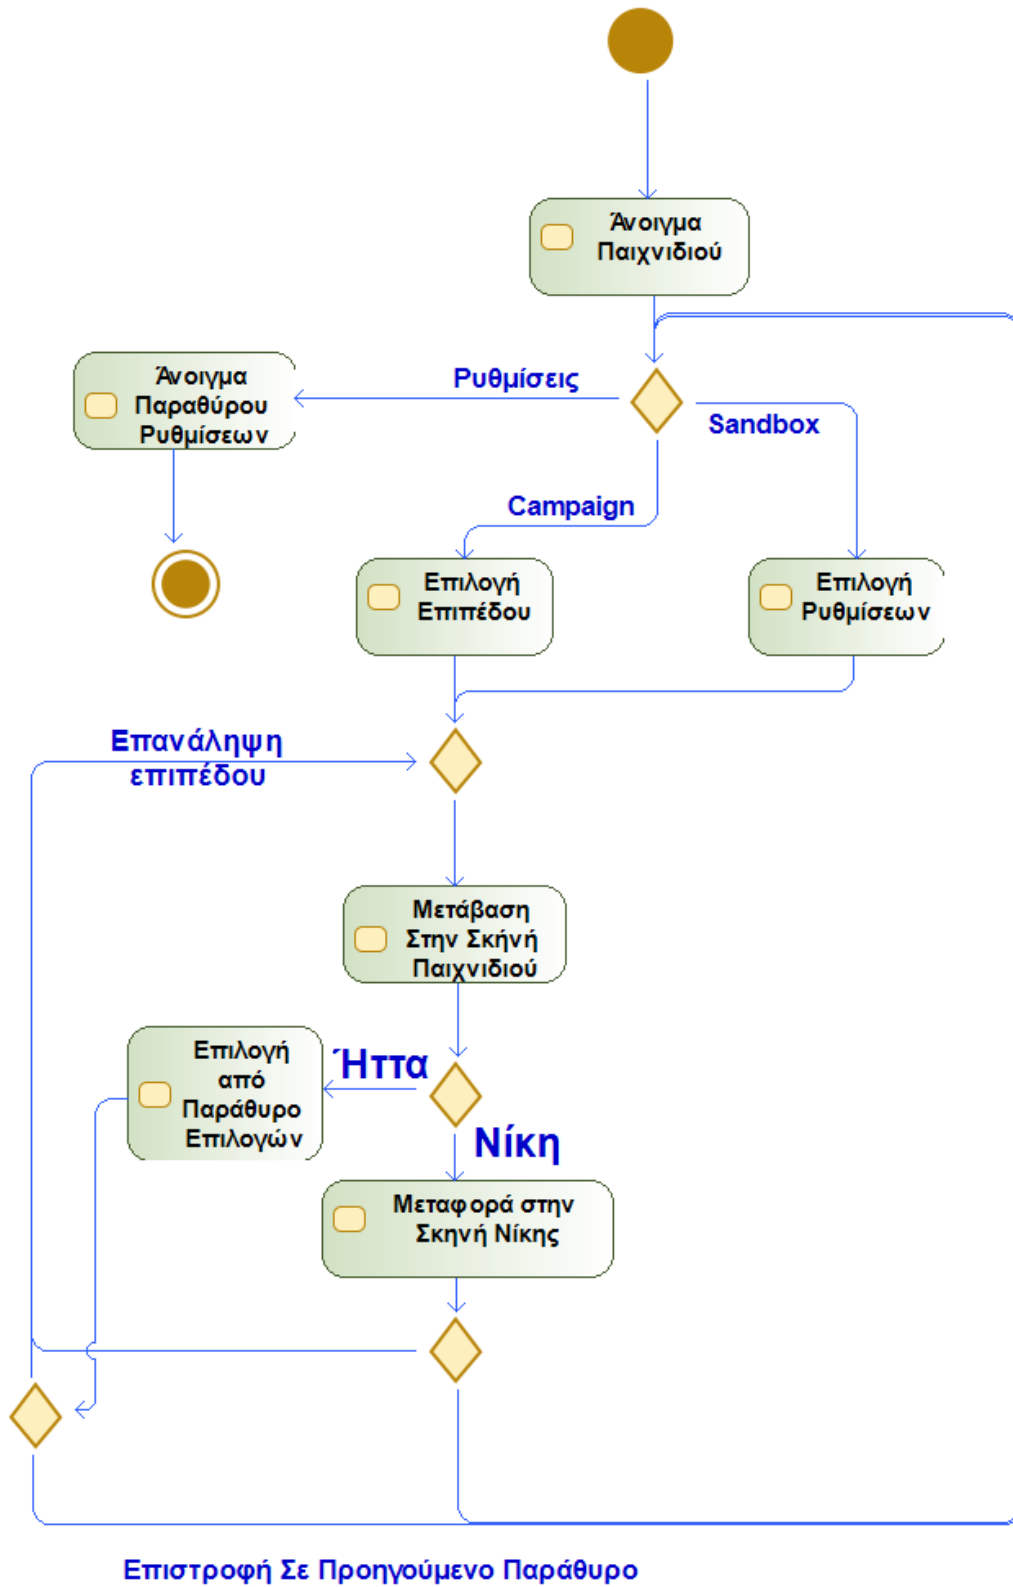 Άνοιγμα
Παιχνιδιού
Ρυθμίσεις
Άνοιγμα
Παραθύρου
Ρυθμίσεων
Sandbox
Campaign
Επιλογή
Επιπέδου
Επιλογή
Ρυθμίσεων
Επανάληψη
επιπέδου
Μετάβαση
Στην Σκήνή
Παιχνιδιού
Ήττα
Επιλογή
από
Παράθυρο
Επιλογών
Νίκη
Μεταφορά στην
Σκηνή Νίκης
Επιστροφή Σε Προηγούμενο Παράθυρο